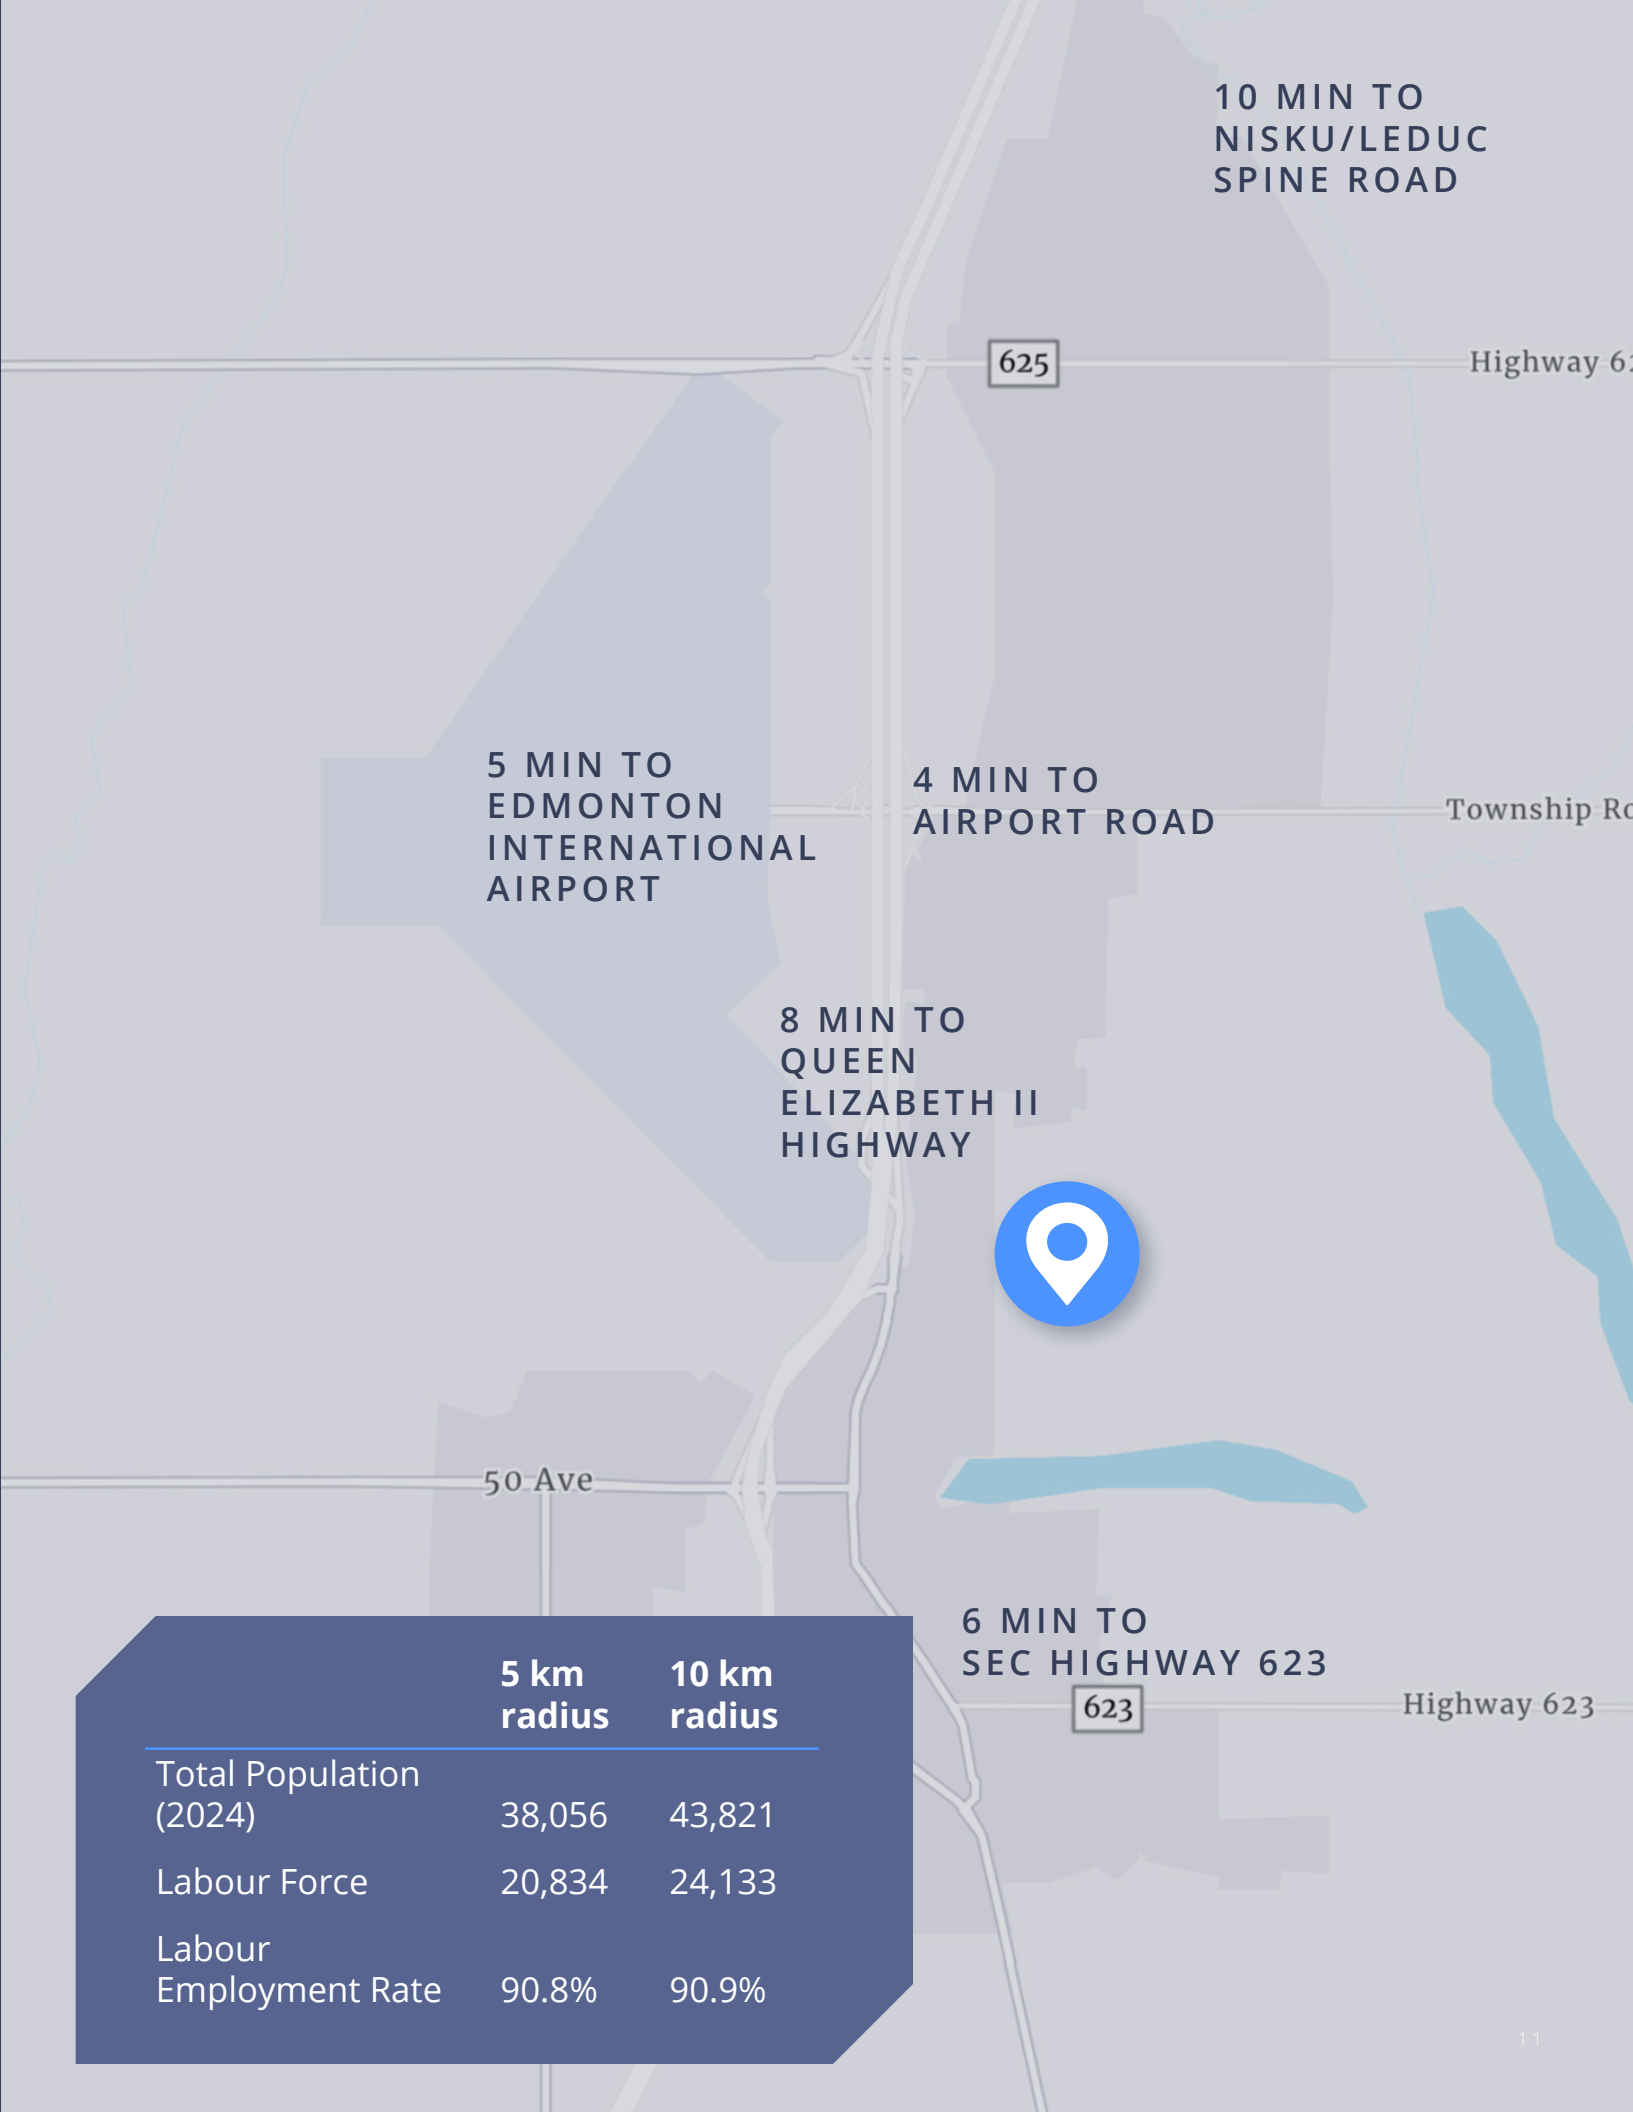 10 MIN TO
NISKU/LEDUC
SPINE ROAD
625
Highway 62
5 MIN TO
EDMONTON
INTERNATIONAL
AIRPORT
4 MIN TO
AIRPORT ROAD
Township Ro
8 MIN TO
QUEEN
ELIZABETH II
HIGHWAY
50 Ave
6 MIN TO
SEC HIGHWAY 623
623
Highway 623
5 km radius 10 km radius
Total Population (2024) 38,056 43,821
Labour Force 20,834 24,133
Labour Employment Rate 90.8% 90.9%
11